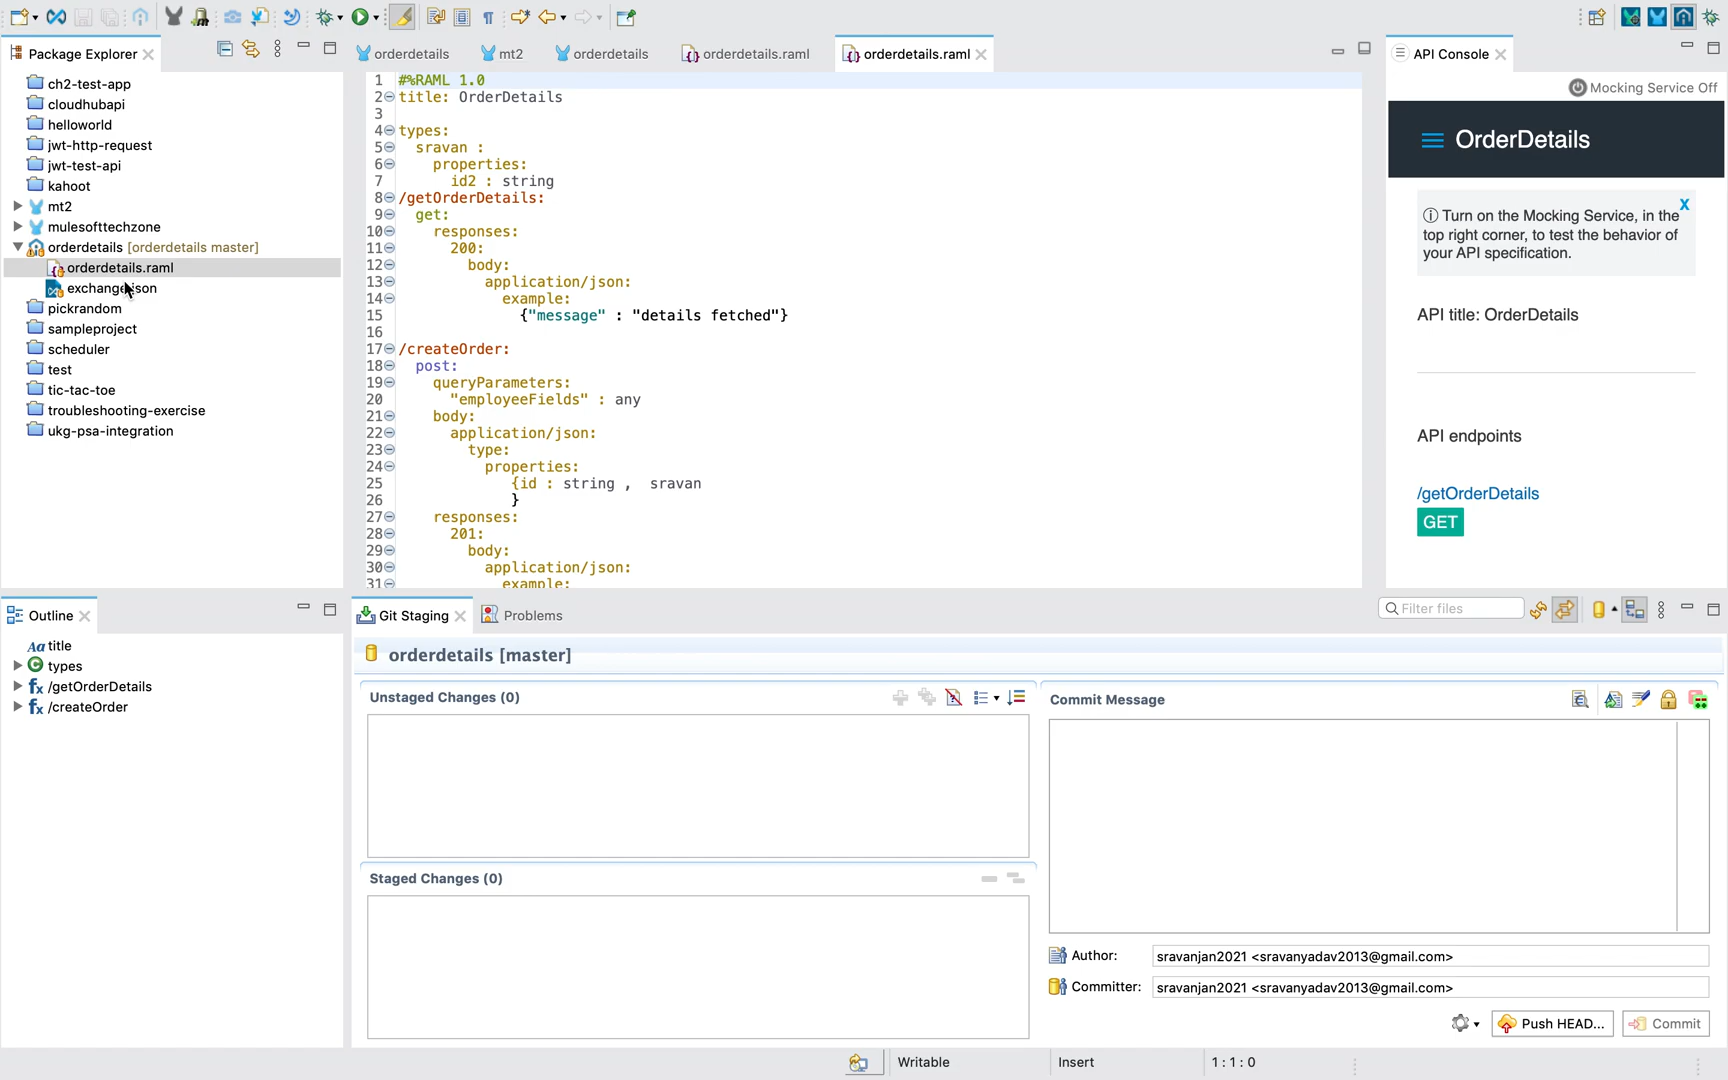 Package Explorer
orderdetails
mt2
orderdetails
orderdetails.raml
orderdetails.raml
API Console
ch2-test-app
cloudhubapi
helloworld
jwt-http-request
jwt-test-api
kahoot
mt2
mulesofttechzone
orderdetails [orderdetails master]
orderdetails.raml
exchange.json
pickrandom
sampleproject
scheduler
test
tic-tac-toe
troubleshooting-exercise
ukg-psa-integration
1 #%RAML 1.0
2 title: OrderDetails
3
4 types:
5 sravan :
6 properties:
7 id2 : string
8 /getOrderDetails:
9 get:
10 responses:
11 200:
12 body:
13 application/json:
14 example:
15 {"message" : "details fetched"}
16
17 /createOrder:
18 post:
19 queryParameters:
20 "employeeFields" : any
21 body:
22 application/json:
23 type:
24 properties:
25 {id : string , sravan
26 }
27 responses:
28 201:
29 body:
30 application/json:
31 example:
Mocking Service Off
OrderDetails
Turn on the Mocking Service, in the
top right corner, to test the behavior of
your API specification.
X
API title: OrderDetails
API endpoints
/getOrderDetails
GET
Outline
Aa title
types
fx /getOrderDetails
fx /createOrder
Git Staging
Problems
Filter files
orderdetails [master]
Unstaged Changes (0)
Staged Changes (0)
Commit Message
Author: sravanjan2021 <sravanyadav2013@gmail.com>
Committer: sravanjan2021 <sravanyadav2013@gmail.com>
Push HEAD...
Commit
Writable
Insert
1 : 1 : 0